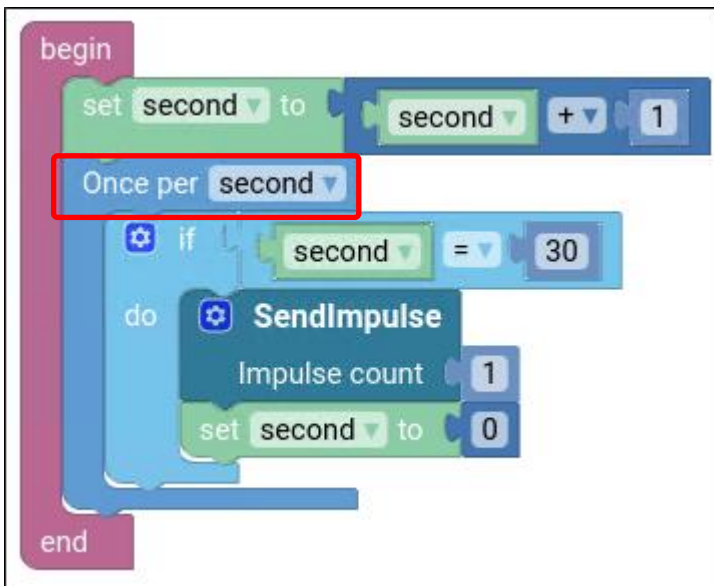 begin
set second to second + 1
Once per second
if second = 30
do SendImpulse
Impulse count 1
set second to 0
end